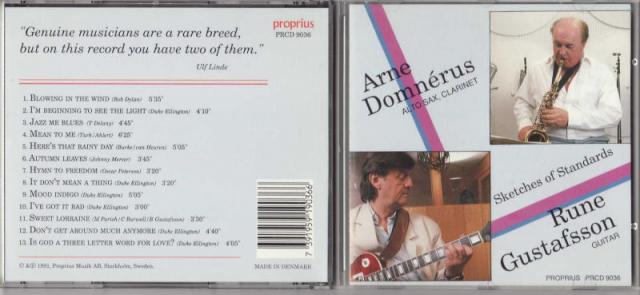 "Genuine musicians are a rare breed,
but on this record you have two of them."
Ulf Linde
proprius
PRCD 9036
1. BLOWING IN THE WIND (Bob Dylan) 5'35"
2. I'M BEGINNING TO SEE THE LIGHT (Duke Ellington) 4'10"
3. JAZZ ME BLUES (T Delany) 4'45"
4. MEAN TO ME (Turk/Ahlert) 6'25"
5. HERE'S THAT RAINY DAY (Burke/van Heusen) 5'05"
6. AUTUMN LEAVES (Johnny Mercer) 3'45"
7. HYMN TO FREEDOM (Oscar Peterson) 3'20"
8. IT DON'T MEAN A THING (Duke Ellington) 3'20"
9. MOOD INDIGO (Duke Ellington) 5'05"
10. I'VE GOT IT BAD (Duke Ellington) 3'00"
11. SWEET LORRAINE (M Parish/C Burwell/R Gustafsson) 3'30"
12. DON'T GET AROUND MUCH ANYMORE (Duke Ellington) 4'40"
13. IS GOD A THREE LETTER WORD FOR LOVE? (Duke Ellington) 4'05"
7 391959 190366
© & ℗ 1991, Proprius Musik AB, Stockholm, Sweden.
MADE IN DENMARK
Arne
Domnérus
ALTO SAX, CLARINET
Sketches of Standards
Rune
Gustafsson
GUITAR
PROPRIUS PRCD 9036